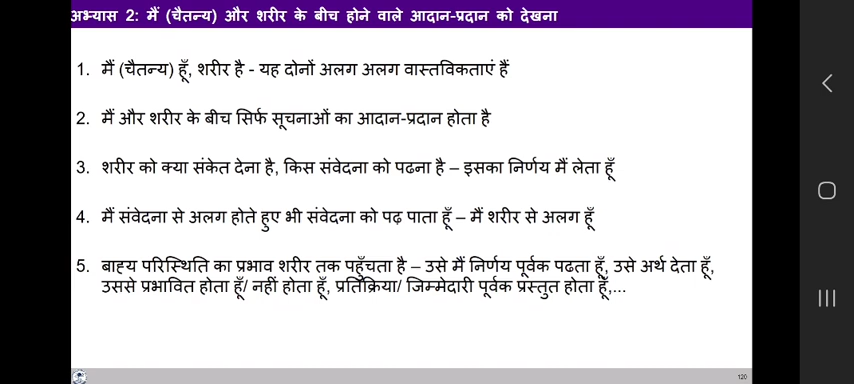 अभ्यास 2: मैं (चैतन्य) और शरीर के बीच होने वाले आदान-प्रदान को देखना
1. मैं (चैतन्य) हूँ, शरीर है - यह दोनों अलग अलग वास्तविकताएं हैं
2. मैं और शरीर के बीच सिर्फ सूचनाओं का आदान-प्रदान होता है
3. शरीर को क्या संकेत देना है, किस संवेदना को पढना है – इसका निर्णय मैं लेता हूँ
4. मैं संवेदना से अलग होते हुए भी संवेदना को पढ़ पाता हूँ – मैं शरीर से अलग हूँ
5. बाह्य परिस्थिति का प्रभाव शरीर तक पहुँचता है – उसे मैं निर्णय पूर्वक पढता हूँ, उसे अर्थ देता हूँ,
उससे प्रभावित होता हूँ/ नहीं होता हूँ, प्रतिक्रिया/ जिम्मेदारी पूर्वक प्रस्तुत होता हूँ,...
120